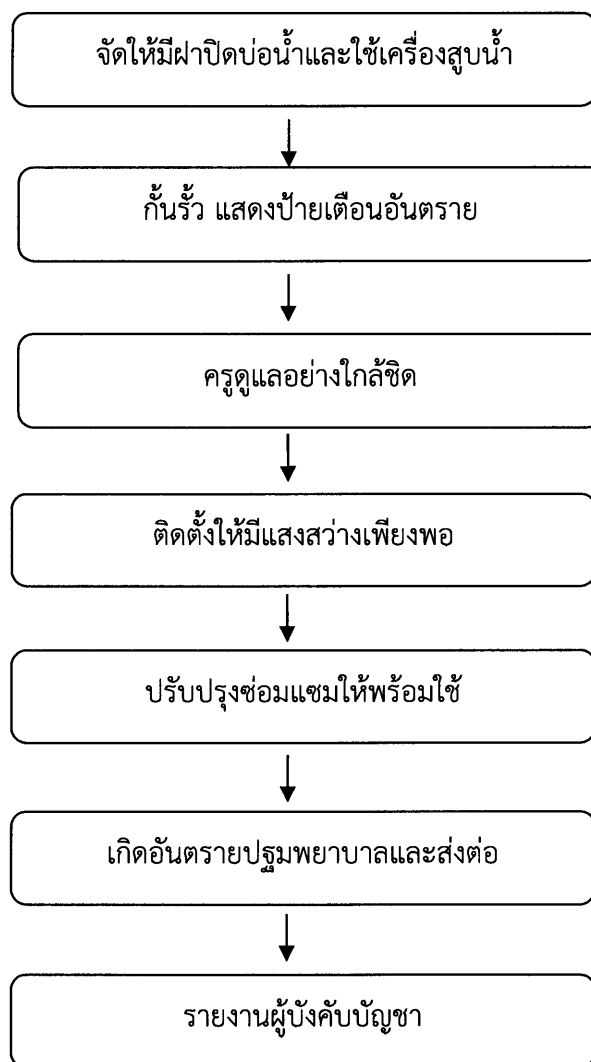 จัดให้มีฝาปิดบ่อน้ำและใช้เครื่องสูบน้ำ
กั้นรั้ว แสดงป้ายเตือนอันตราย
ครูดูแลอย่างใกล้ชิด
ติดตั้งให้มีแสงสว่างเพียงพอ
ปรับปรุงซ่อมแซมให้พร้อมใช้
เกิดอันตรายปฐมพยาบาลและส่งต่อ
รายงานผู้บังคับบัญชา